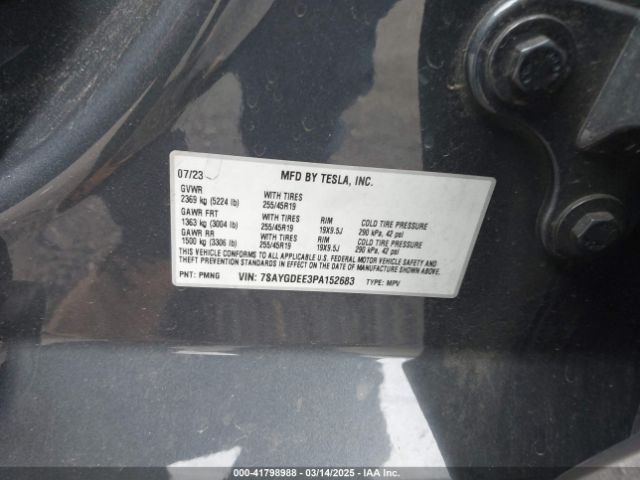 07/23 MFD BY TESLA, INC.
GVWR
2369 kg (5224 lb) WITH TIRES 255/45R19
GAWR FRT
1363 kg (3004 lb) WITH TIRES 255/45R19 RIM 19X9.5J COLD TIRE PRESSURE 290 kPa, 42 psi
GAWR RR
1500 kg (3306 lb) WITH TIRES 255/45R19 RIM 19X9.5J COLD TIRE PRESSURE 290 kPa, 42 psi
THIS VEHICLE CONFORMS TO ALL APPLICABLE U.S. FEDERAL MOTOR VEHICLE SAFETY AND
THEFT PREVENTION STANDARDS IN EFFECT ON THE DATE OF MANUFACTURE SHOWN ABOVE.
PNT: PMNG VIN: 7SAYGDEE3PA152683 TYPE: MPV
000-41798988 — 03/14/2025 — IAA Inc.